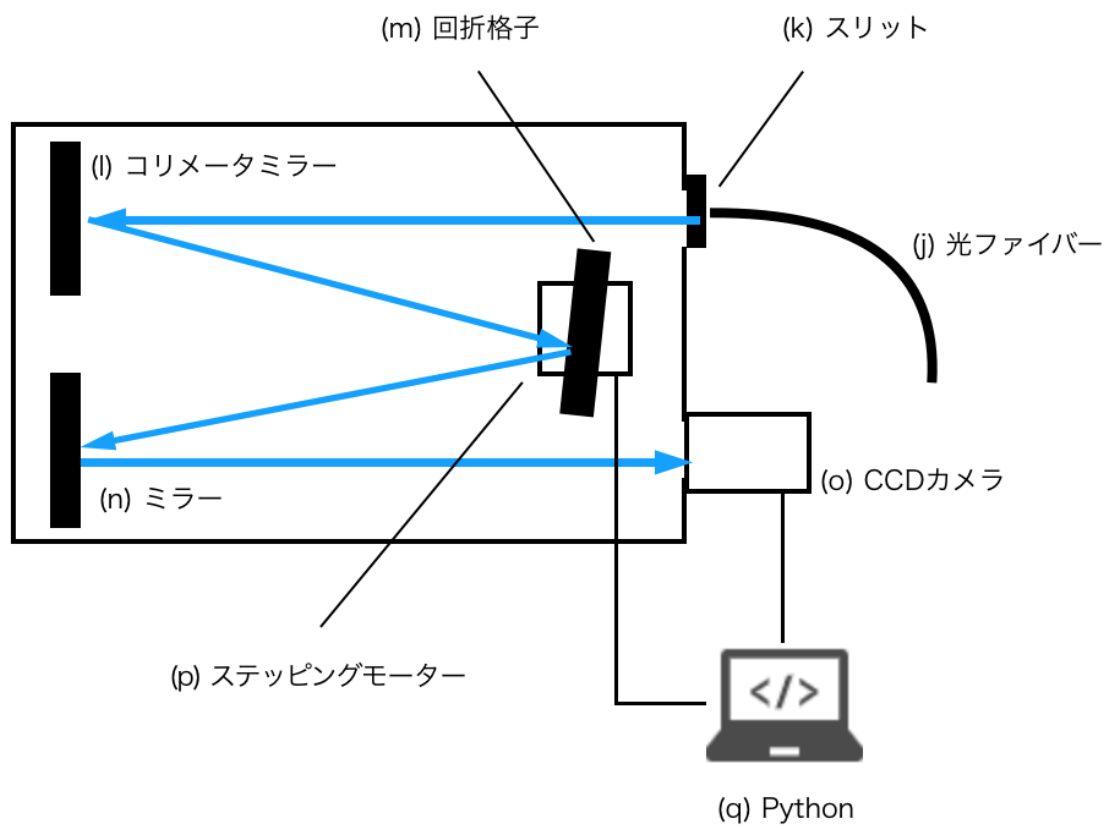 (m) 回折格子
(k) スリット
(l) コリメータミラー
(j) 光ファイバー
(n) ミラー
(o) CCDカメラ
(p) ステッピングモーター
</>
(q) Python